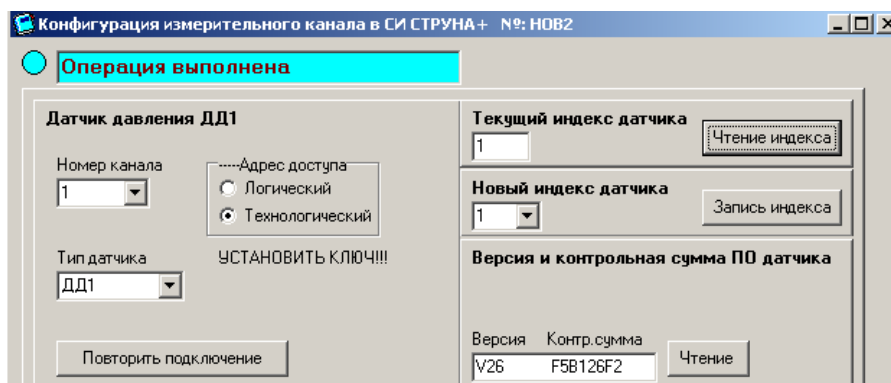 Конфигурация измерительного канала в СИ СТРУНА+ №: НОВ2
Операция выполнена
Датчик давления ДД1
Номер канала
1
-----Адрес доступа
Логический
Технологический
УСТАНОВИТЬ КЛЮЧ!!!
Тип датчика
ДД1
Повторить подключение
Текущий индекс датчика
1
Чтение индекса
Новый индекс датчика
1
Запись индекса
Версия и контрольная сумма ПО датчика
Версия Контр.сумма
V26 F5B126F2
Чтение